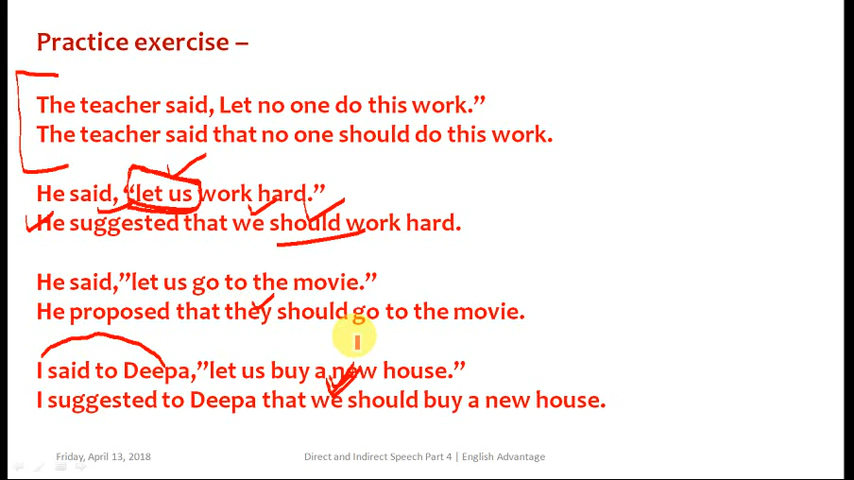 Practice exercise –
The teacher said, Let no one do this work.”
The teacher said that no one should do this work.
He said, “let us work hard.”
He suggested that we should work hard.
He said,”let us go to the movie.”
He proposed that they should go to the movie.
I said to Deepa,”let us buy a new house.”
I suggested to Deepa that we should buy a new house.
Friday, April 13, 2018
Direct and Indirect Speech Part 4 | English Advantage